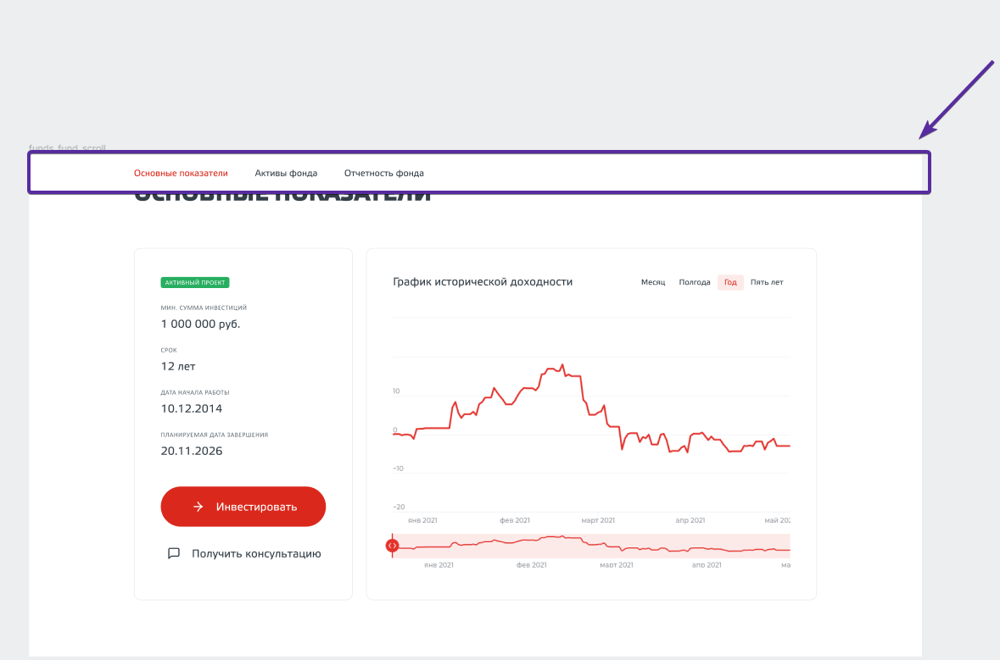 funds_fund_scroll
Основные показатели Активы фонда Отчетность фонда
ОСНОВНЫЕ ПОКАЗАТЕЛИ
АКТИВНЫЙ ПРОЕКТ
МИН. СУММА ИНВЕСТИЦИЙ
1 000 000 руб.
СРОК
12 лет
ДАТА НАЧАЛА РАБОТЫ
10.12.2014
ПЛАНИРУЕМАЯ ДАТА ЗАВЕРШЕНИЯ
20.11.2026
Инвестировать
Получить консультацию
График исторической доходности
Месяц Полгода Год Пять лет
10
0
−10
−20
янв 2021 фев 2021 март 2021 апр 2021 май 202
янв 2021 фев 2021 март 2021 апр 2021 ма